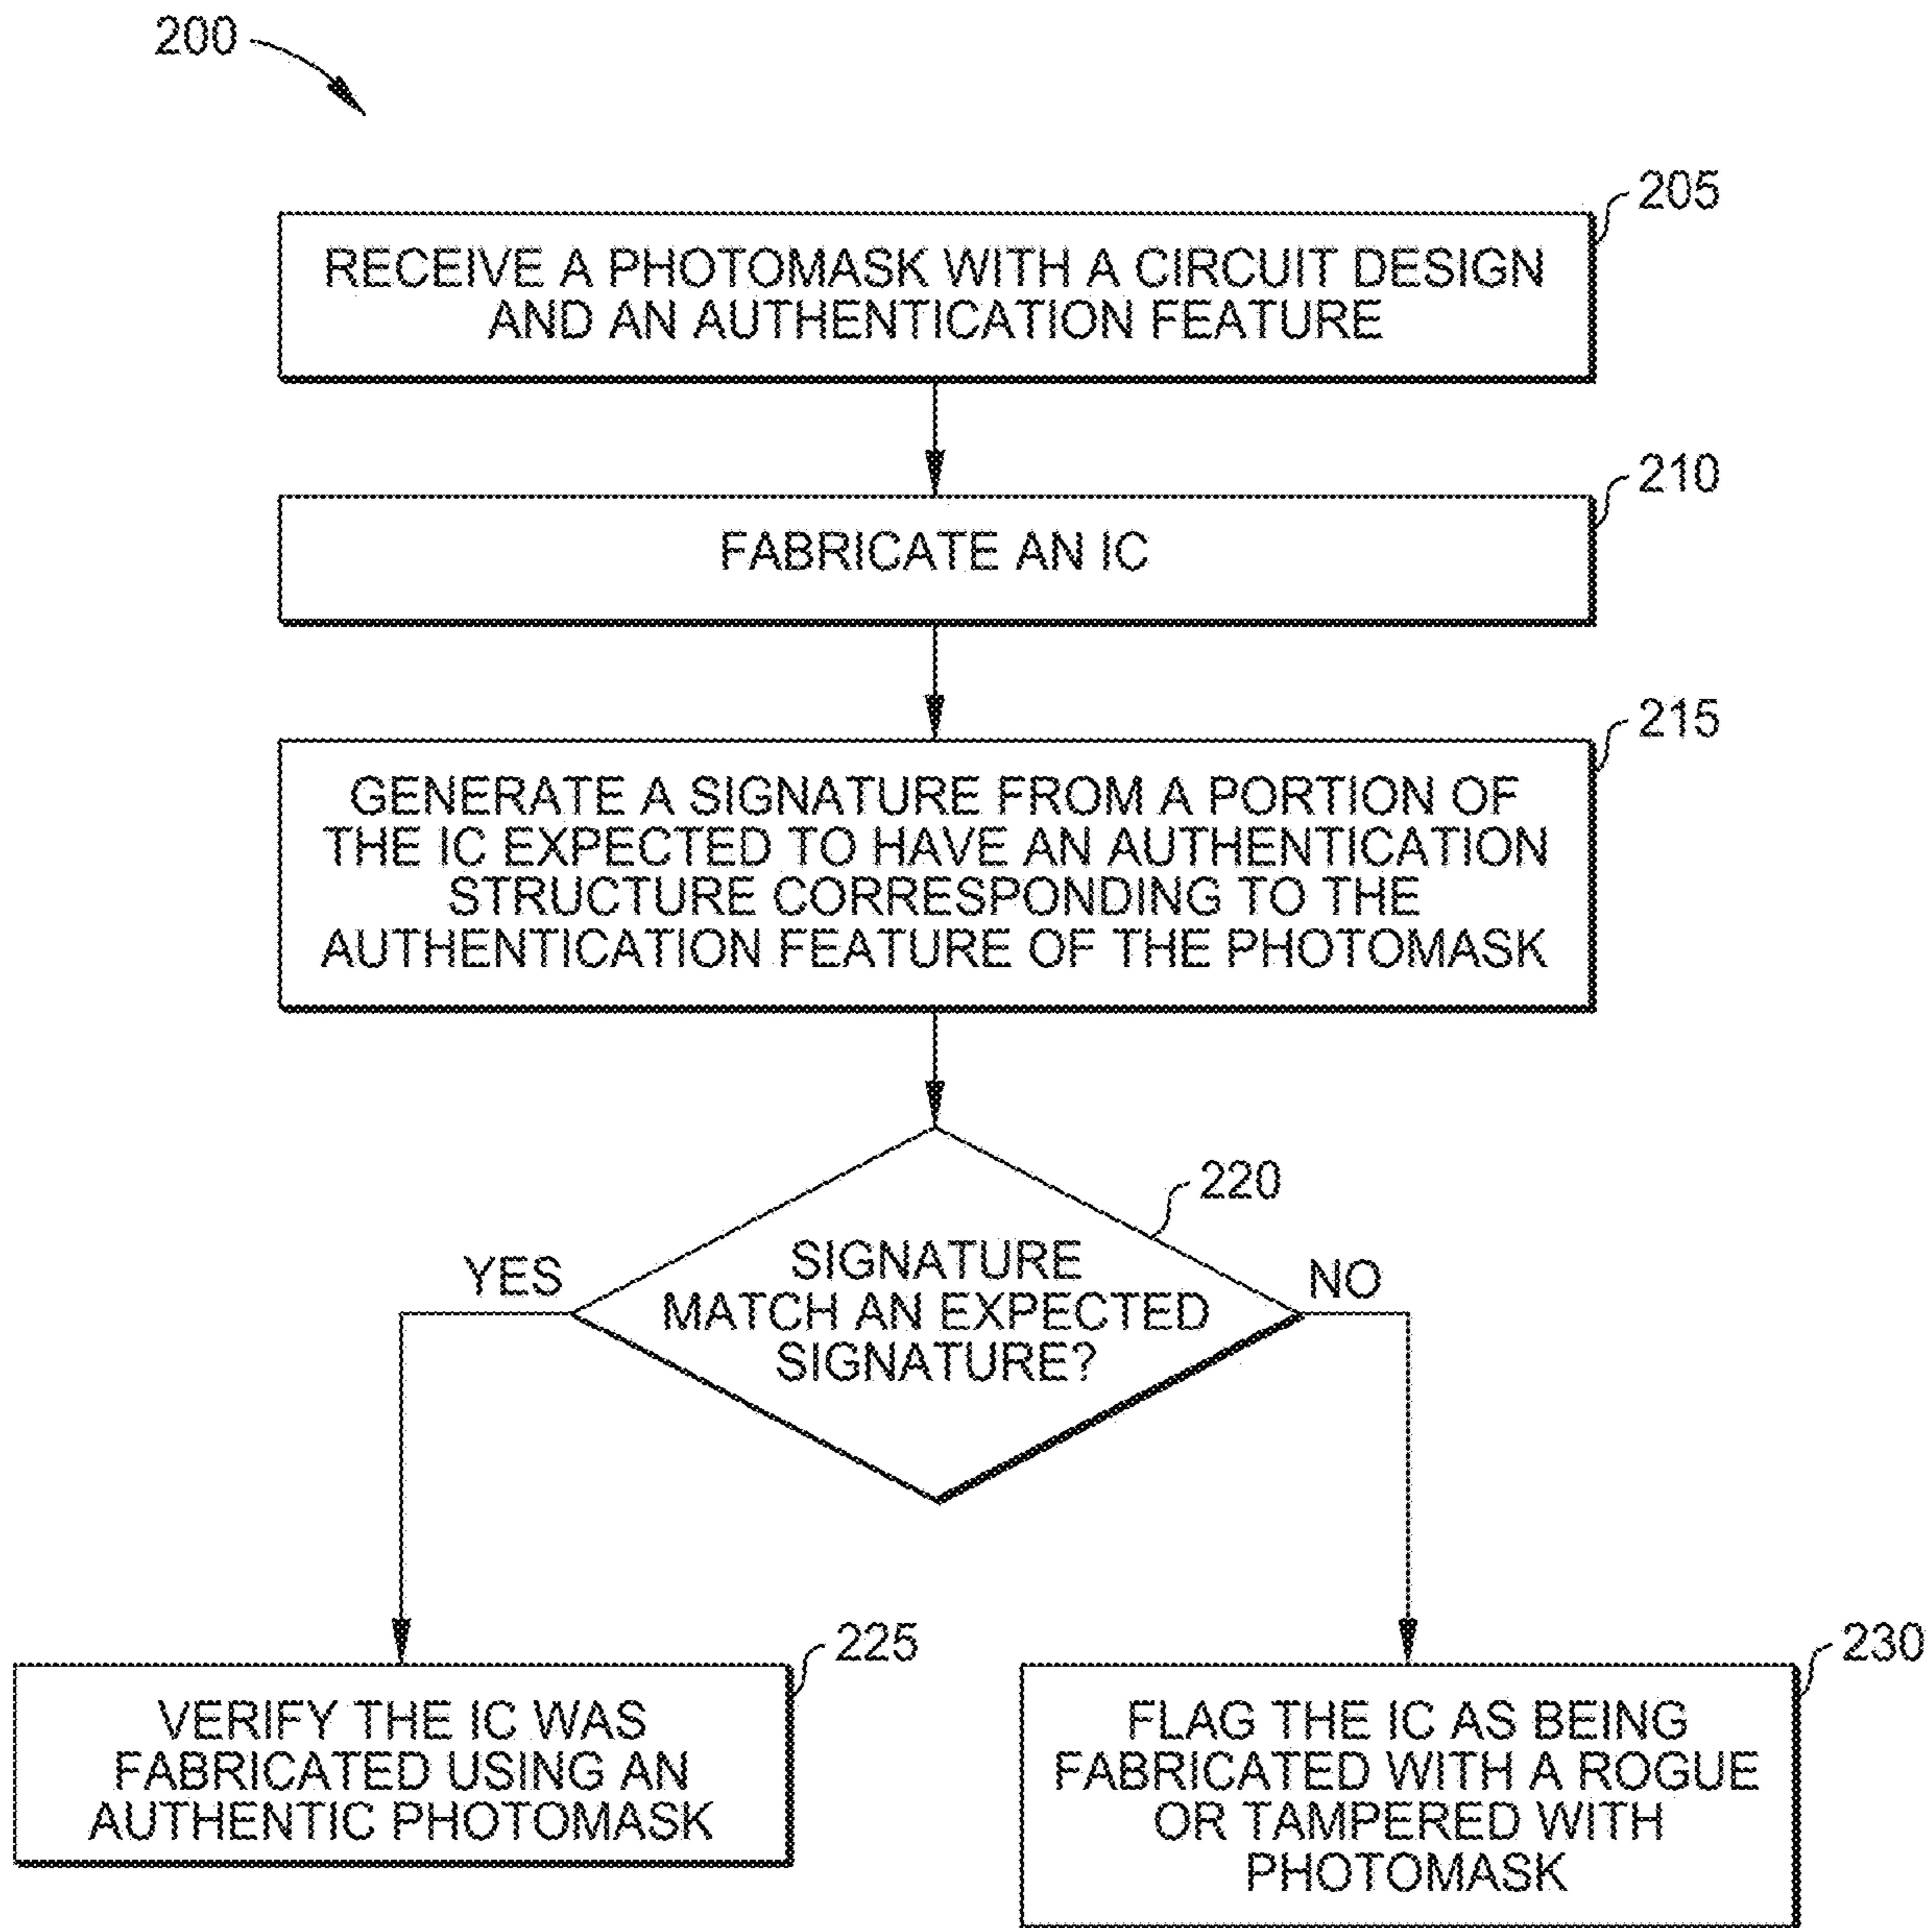 200
205
RECEIVE A PHOTOMASK WITH A CIRCUIT DESIGN
AND AN AUTHENTICATION FEATURE
210
FABRICATE AN IC
215
GENERATE A SIGNATURE FROM A PORTION OF
THE IC EXPECTED TO HAVE AN AUTHENTICATION
STRUCTURE CORRESPONDING TO THE
AUTHENTICATION FEATURE OF THE PHOTOMASK
220
SIGNATURE
MATCH AN EXPECTED
SIGNATURE?
YES
NO
225
VERIFY THE IC WAS
FABRICATED USING AN
AUTHENTIC PHOTOMASK
230
FLAG THE IC AS BEING
FABRICATED WITH A ROGUE
OR TAMPERED WITH
PHOTOMASK